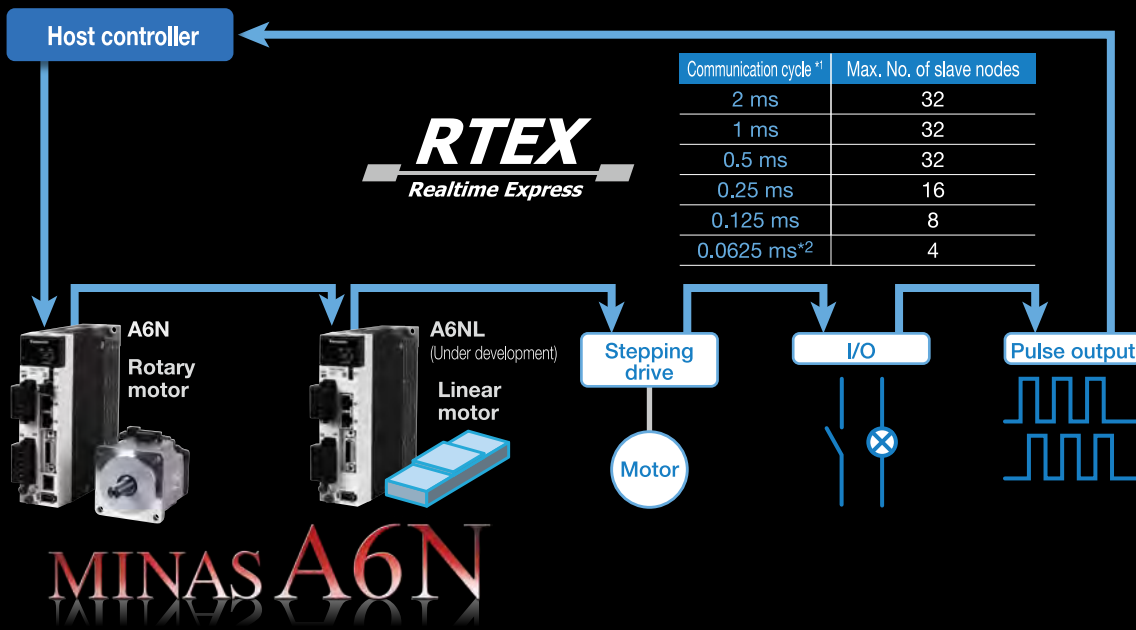 Host controller
Communication cycle *1 Max. No. of slave nodes
2 ms 32
1 ms 32
0.5 ms 32
0.25 ms 16
0.125 ms 8
0.0625 ms*2 4
RTEX
Realtime Express
A6N
Rotary
motor
A6NL
(Under development)
Linear
motor
Stepping
drive
Motor
I/O
Pulse output
MINAS A6N